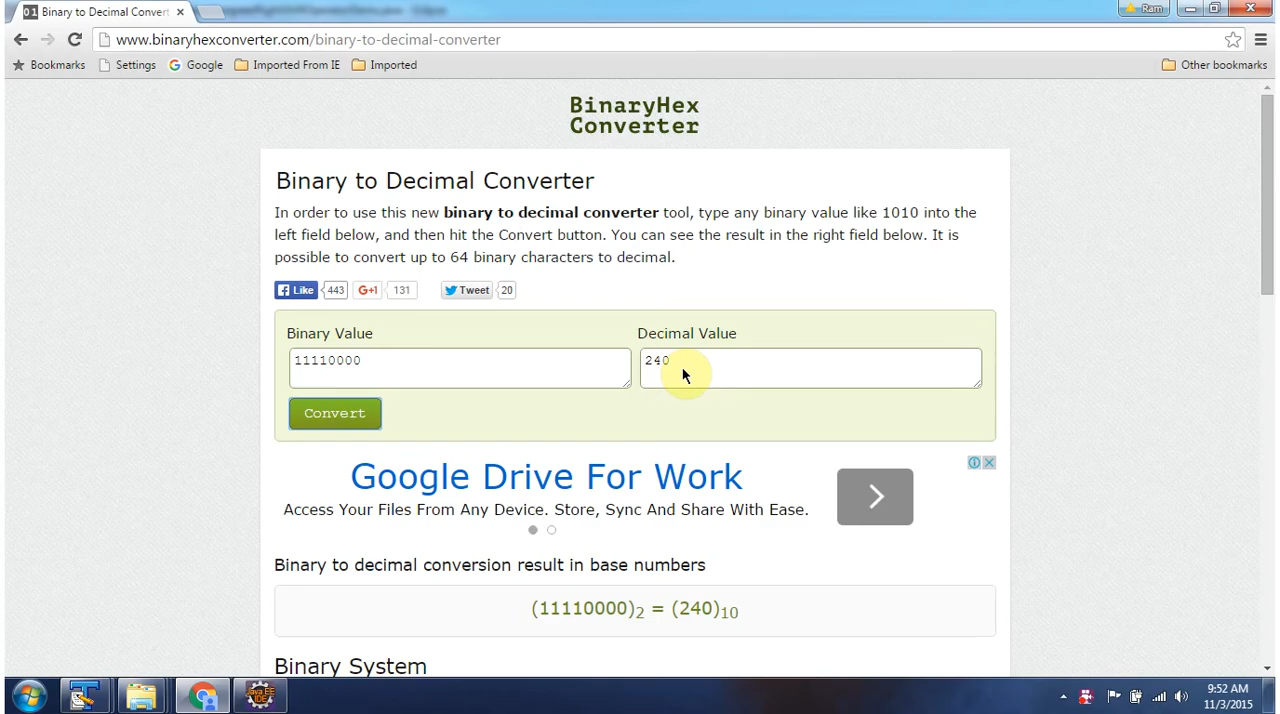 01 Binary to Decimal Convert
Ram
www.binaryhexconverter.com/binary-to-decimal-converter
Bookmarks Settings Google Imported From IE Imported Other bookmarks
BinaryHex
Converter
Binary to Decimal Converter
In order to use this new binary to decimal converter tool, type any binary value like 1010 into the
left field below, and then hit the Convert button. You can see the result in the right field below. It is
possible to convert up to 64 binary characters to decimal.
Like 443 G+1 131 Tweet 20
Binary Value Decimal Value
11110000 240
Convert
Google Drive For Work
Access Your Files From Any Device. Store, Sync And Share With Ease.
Binary to decimal conversion result in base numbers
(11110000)2 = (240)10
Binary System
Java EE
IDE
9:52 AM
11/3/2015